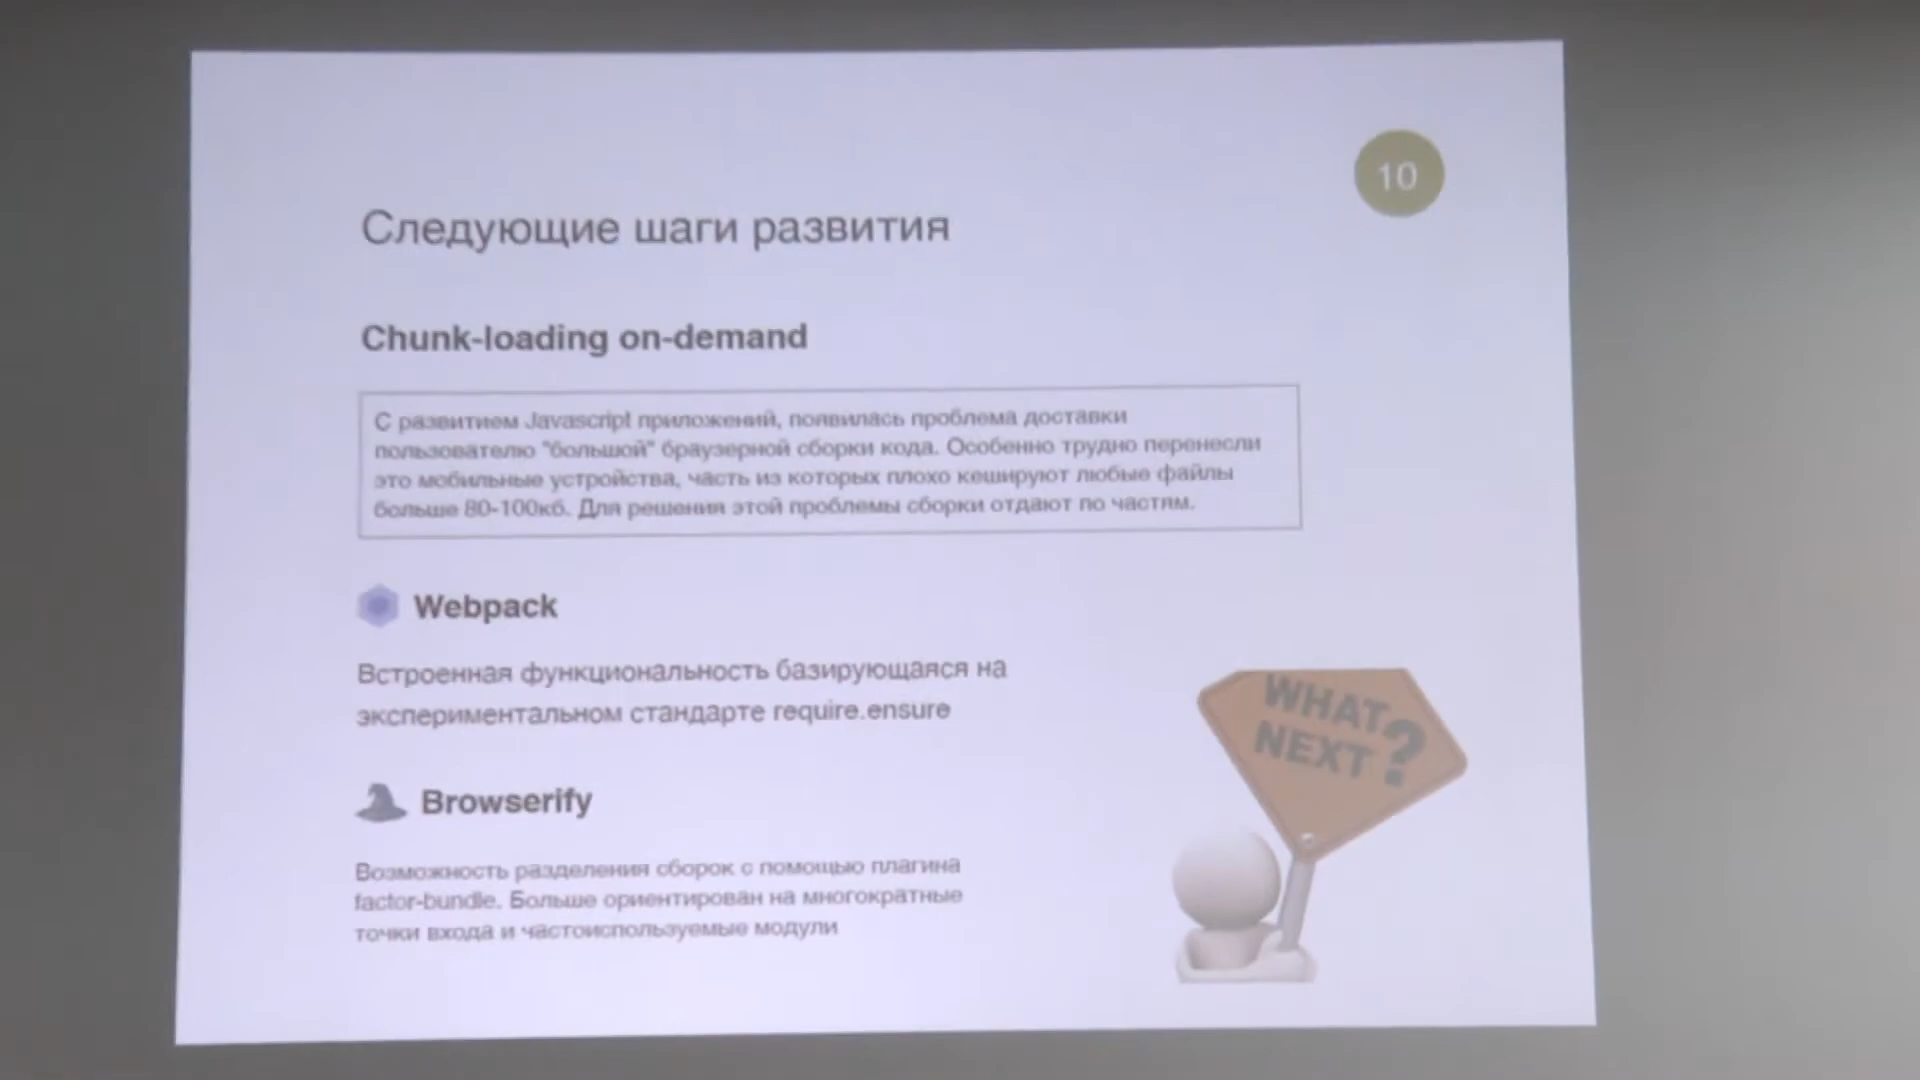 10
Следующие шаги развития
Chunk-loading on-demand
С развитием Javascript приложений, появилась проблема доставки
пользователю "большой" браузерной сборки кода. Особенно трудно перенесли
это мобильные устройства, часть из которых плохо кешируют любые файлы
больше 80-100кб. Для решения этой проблемы сборки отдают по частям.
Webpack
Встроенная функциональность базирующаяся на
экспериментальном стандарте require.ensure
Browserify
Возможность разделения сборок с помощью плагина
factor-bundle. Больше ориентирован на многократные
точки входа и частоиспользуемые модули
WHAT
NEXT?